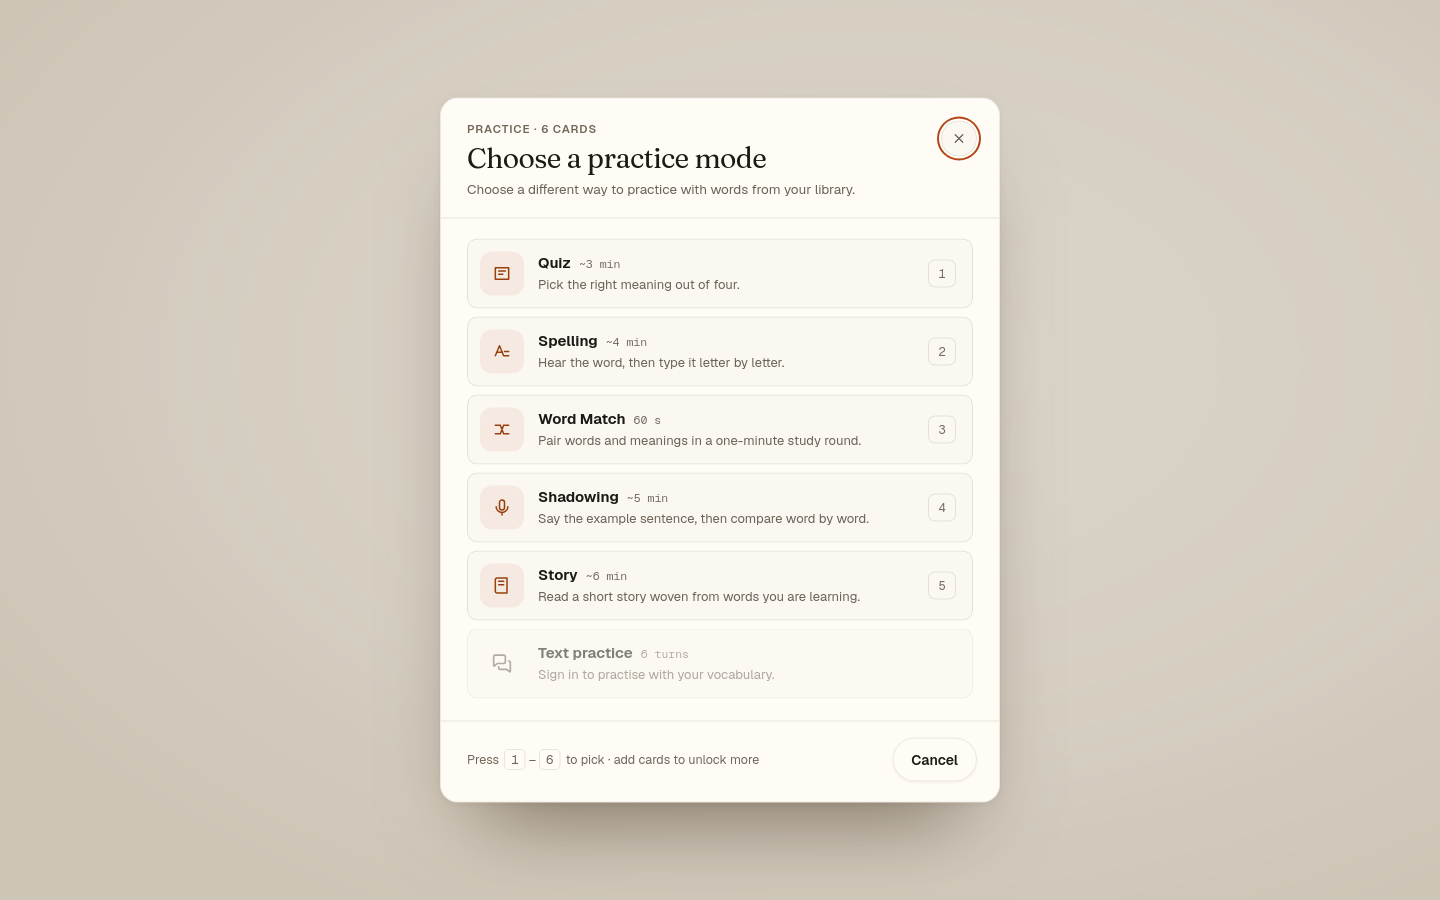 PRACTICE · 6 CARDS
Choose a practice mode
Choose a different way to practice with words from your library.
Quiz ~3 min
Pick the right meaning out of four.
1
Spelling ~4 min
Hear the word, then type it letter by letter.
2
Word Match 60 s
Pair words and meanings in a one-minute study round.
3
Shadowing ~5 min
Say the example sentence, then compare word by word.
4
Story ~6 min
Read a short story woven from words you are learning.
5
Text practice 6 turns
Sign in to practise with your vocabulary.
Press 1 – 6 to pick · add cards to unlock more
Cancel